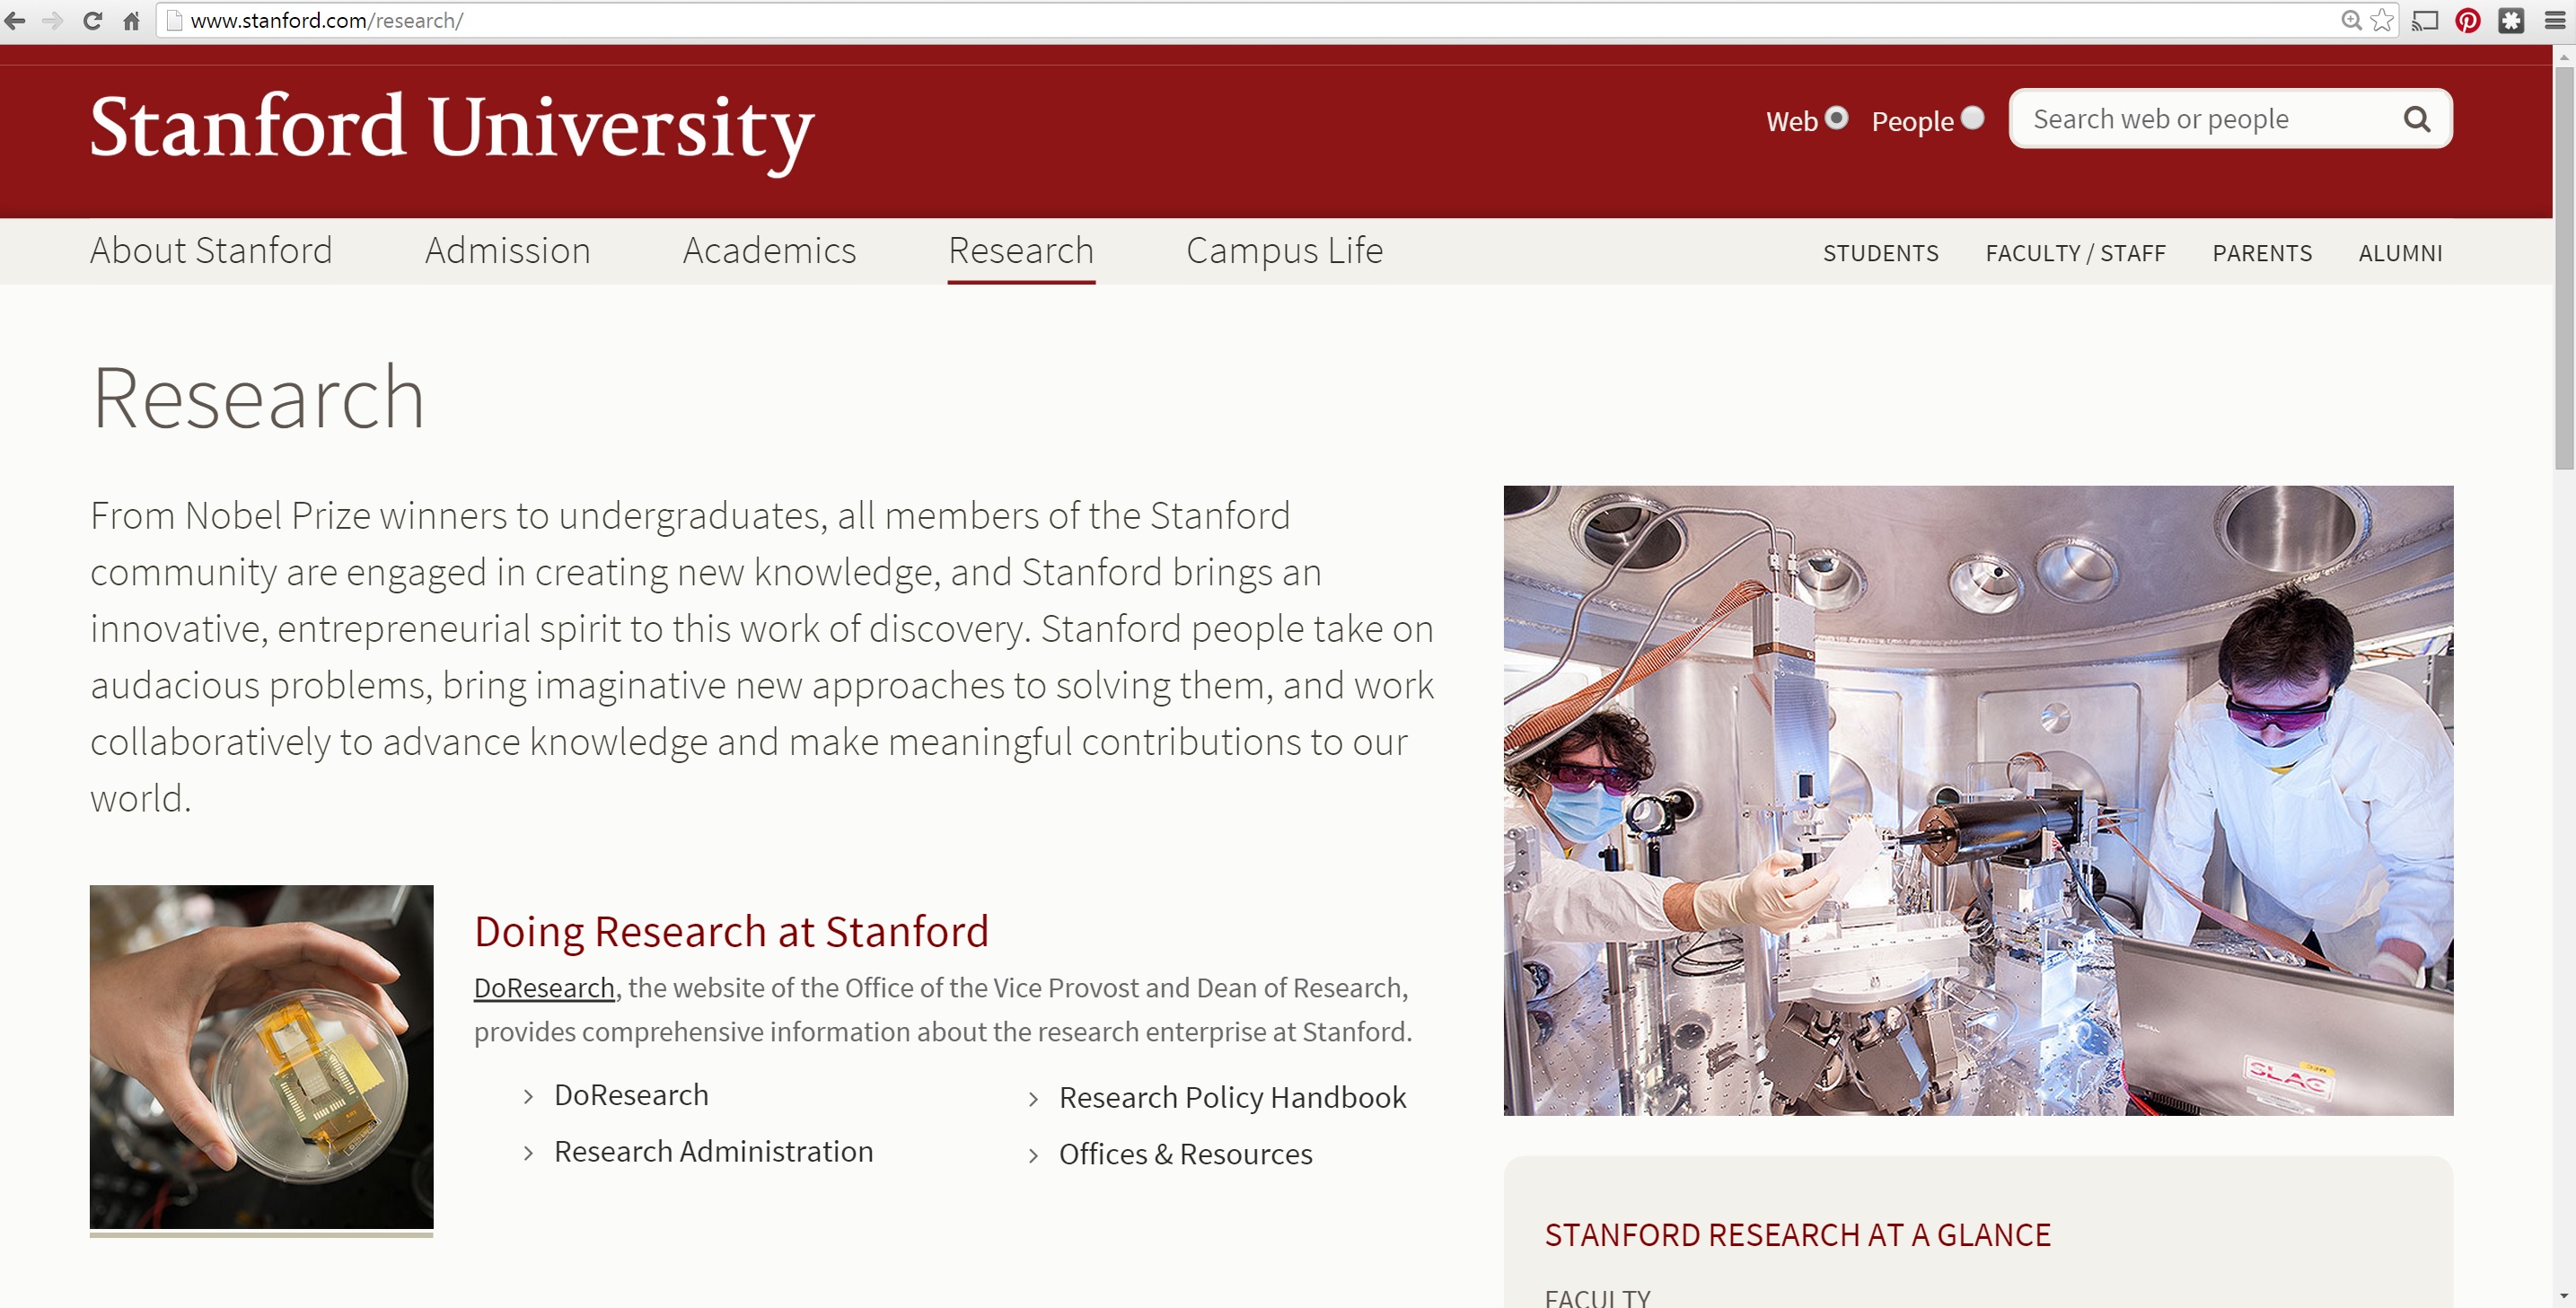 www.stanford.com/research/
Stanford University
Web People Search web or people
About Stanford Admission Academics Research Campus Life STUDENTS FACULTY / STAFF PARENTS ALUMNI
Research
From Nobel Prize winners to undergraduates, all members of the Stanford
community are engaged in creating new knowledge, and Stanford brings an
innovative, entrepreneurial spirit to this work of discovery. Stanford people take on
audacious problems, bring imaginative new approaches to solving them, and work
collaboratively to advance knowledge and make meaningful contributions to our
world.
Doing Research at Stanford
DoResearch, the website of the Office of the Vice Provost and Dean of Research,
provides comprehensive information about the research enterprise at Stanford.
DoResearch
Research Administration
Research Policy Handbook
Offices & Resources
DELL
SLAC
STANFORD RESEARCH AT A GLANCE
FACULTY